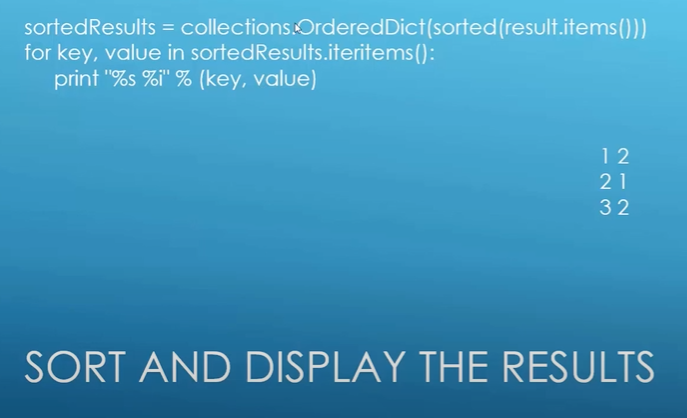 sortedResults = collections.OrderedDict(sorted(result.items()))
for key, value in sortedResults.iteritems():
print "%s %i" % (key, value)
1 2
2 1
3 2
SORT AND DISPLAY THE RESULTS